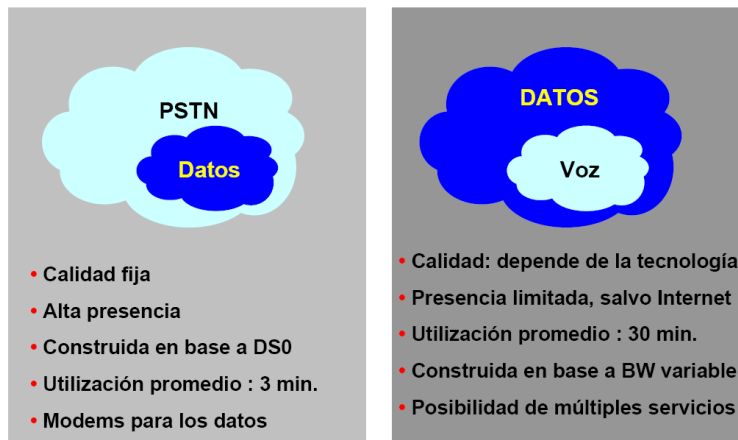 PSTN
Datos
• Calidad fija
• Alta presencia
• Construida en base a DS0
• Utilización promedio : 3 min.
• Modems para los datos
DATOS
Voz
• Calidad: depende de la tecnología
• Presencia limitada, salvo Internet
• Utilización promedio : 30 min.
• Construida en base a BW variable
• Posibilidad de múltiples servicios